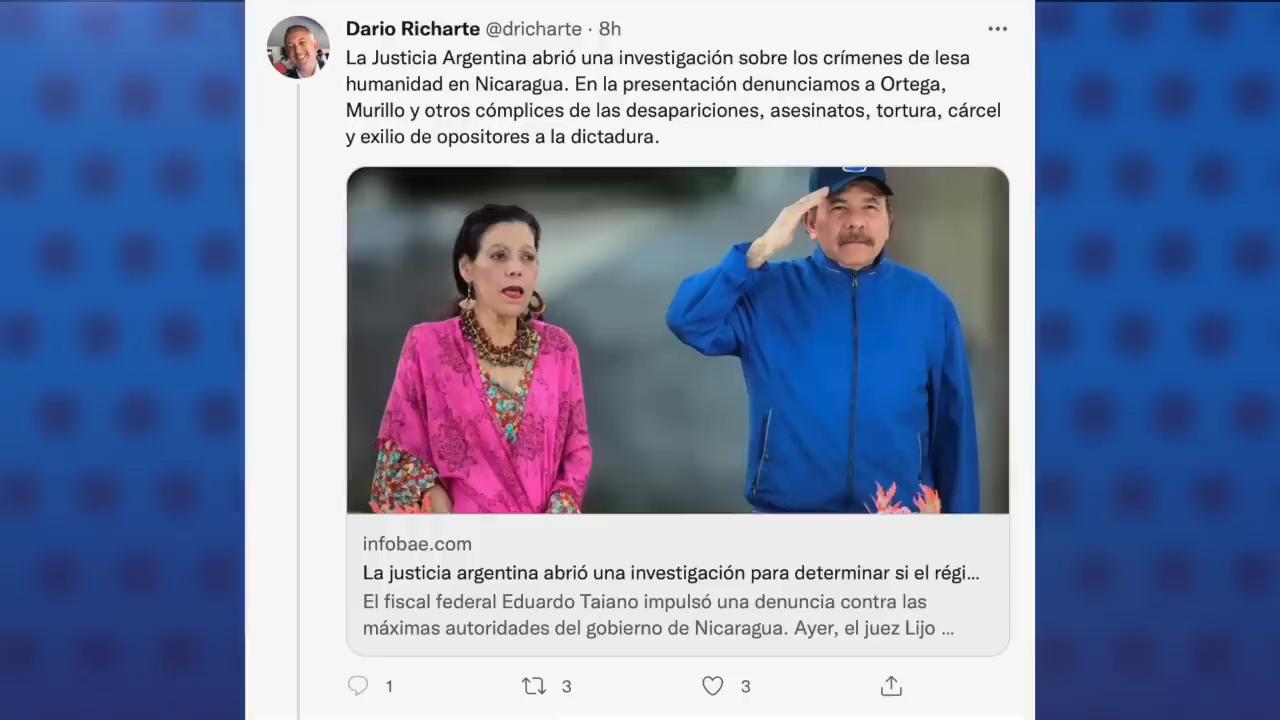 Dario Richarte @dricharte · 8h
La Justicia Argentina abrió una investigación sobre los crímenes de lesa
humanidad en Nicaragua. En la presentación denunciamos a Ortega,
Murillo y otros cómplices de las desapariciones, asesinatos, tortura, cárcel
y exilio de opositores a la dictadura.
infobae.com
La justicia argentina abrió una investigación para determinar si el régi...
El fiscal federal Eduardo Taiano impulsó una denuncia contra las
máximas autoridades del gobierno de Nicaragua. Ayer, el juez Lijo ...
1 3 3